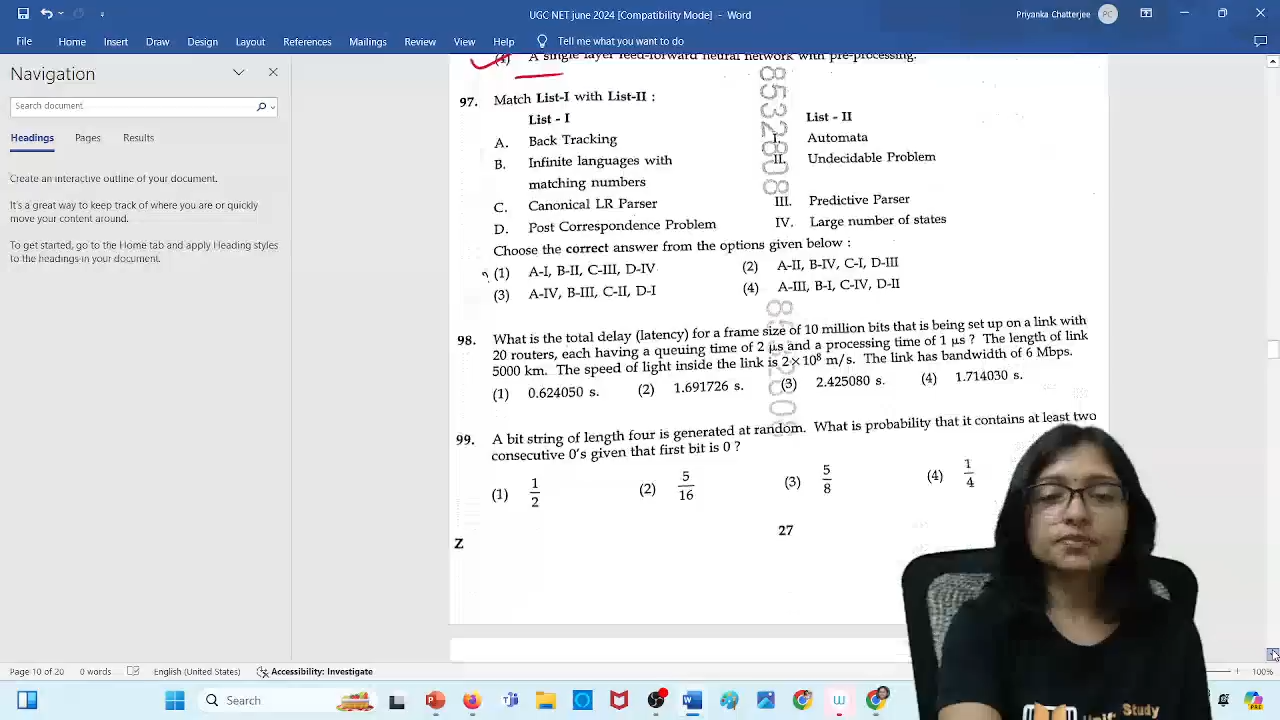 UGC NET June 2024 [Compatibility Mode] - Word
Priyanka Chatterjee PC
File Home Insert Draw Design Layout References Mailings Review View Help Tell me what you want to do
Navigation
Search document
Headings Pages Results
Create an interactive outline of your document.
It's a great way to keep track of where you are or quickly
move your content around.
To get started, go to the Home tab and apply Heading styles
to the headings in your document.
A single layer feed-forward neural network with pre-processing.
97. Match List-I with List-II :
List - I List - II
A. Back Tracking I. Automata
B. Infinite languages with II. Undecidable Problem
matching numbers
C. Canonical LR Parser III. Predictive Parser
D. Post Correspondence Problem IV. Large number of states
Choose the correct answer from the options given below :
(1) A-I, B-II, C-III, D-IV (2) A-II, B-IV, C-I, D-III
(3) A-IV, B-III, C-II, D-I (4) A-III, B-I, C-IV, D-II
98. What is the total delay (latency) for a frame size of 10 million bits that is being set up on a link with
20 routers, each having a queuing time of 2 μs and a processing time of 1 μs ? The length of link
5000 km. The speed of light inside the link is 2×10⁸ m/s. The link has bandwidth of 6 Mbps.
(1) 0.624050 s. (2) 1.691726 s. (3) 2.425080 s. (4) 1.714030 s.
99. A bit string of length four is generated at random. What is probability that it contains at least two
consecutive 0's given that first bit is 0 ?
(1) 1/2 (2) 5/16 (3) 5/8 (4) 1/4
27
Z
8532808
Study
Page 10 of 20 0 words English (United States) Accessibility: Investigate 100%
Search